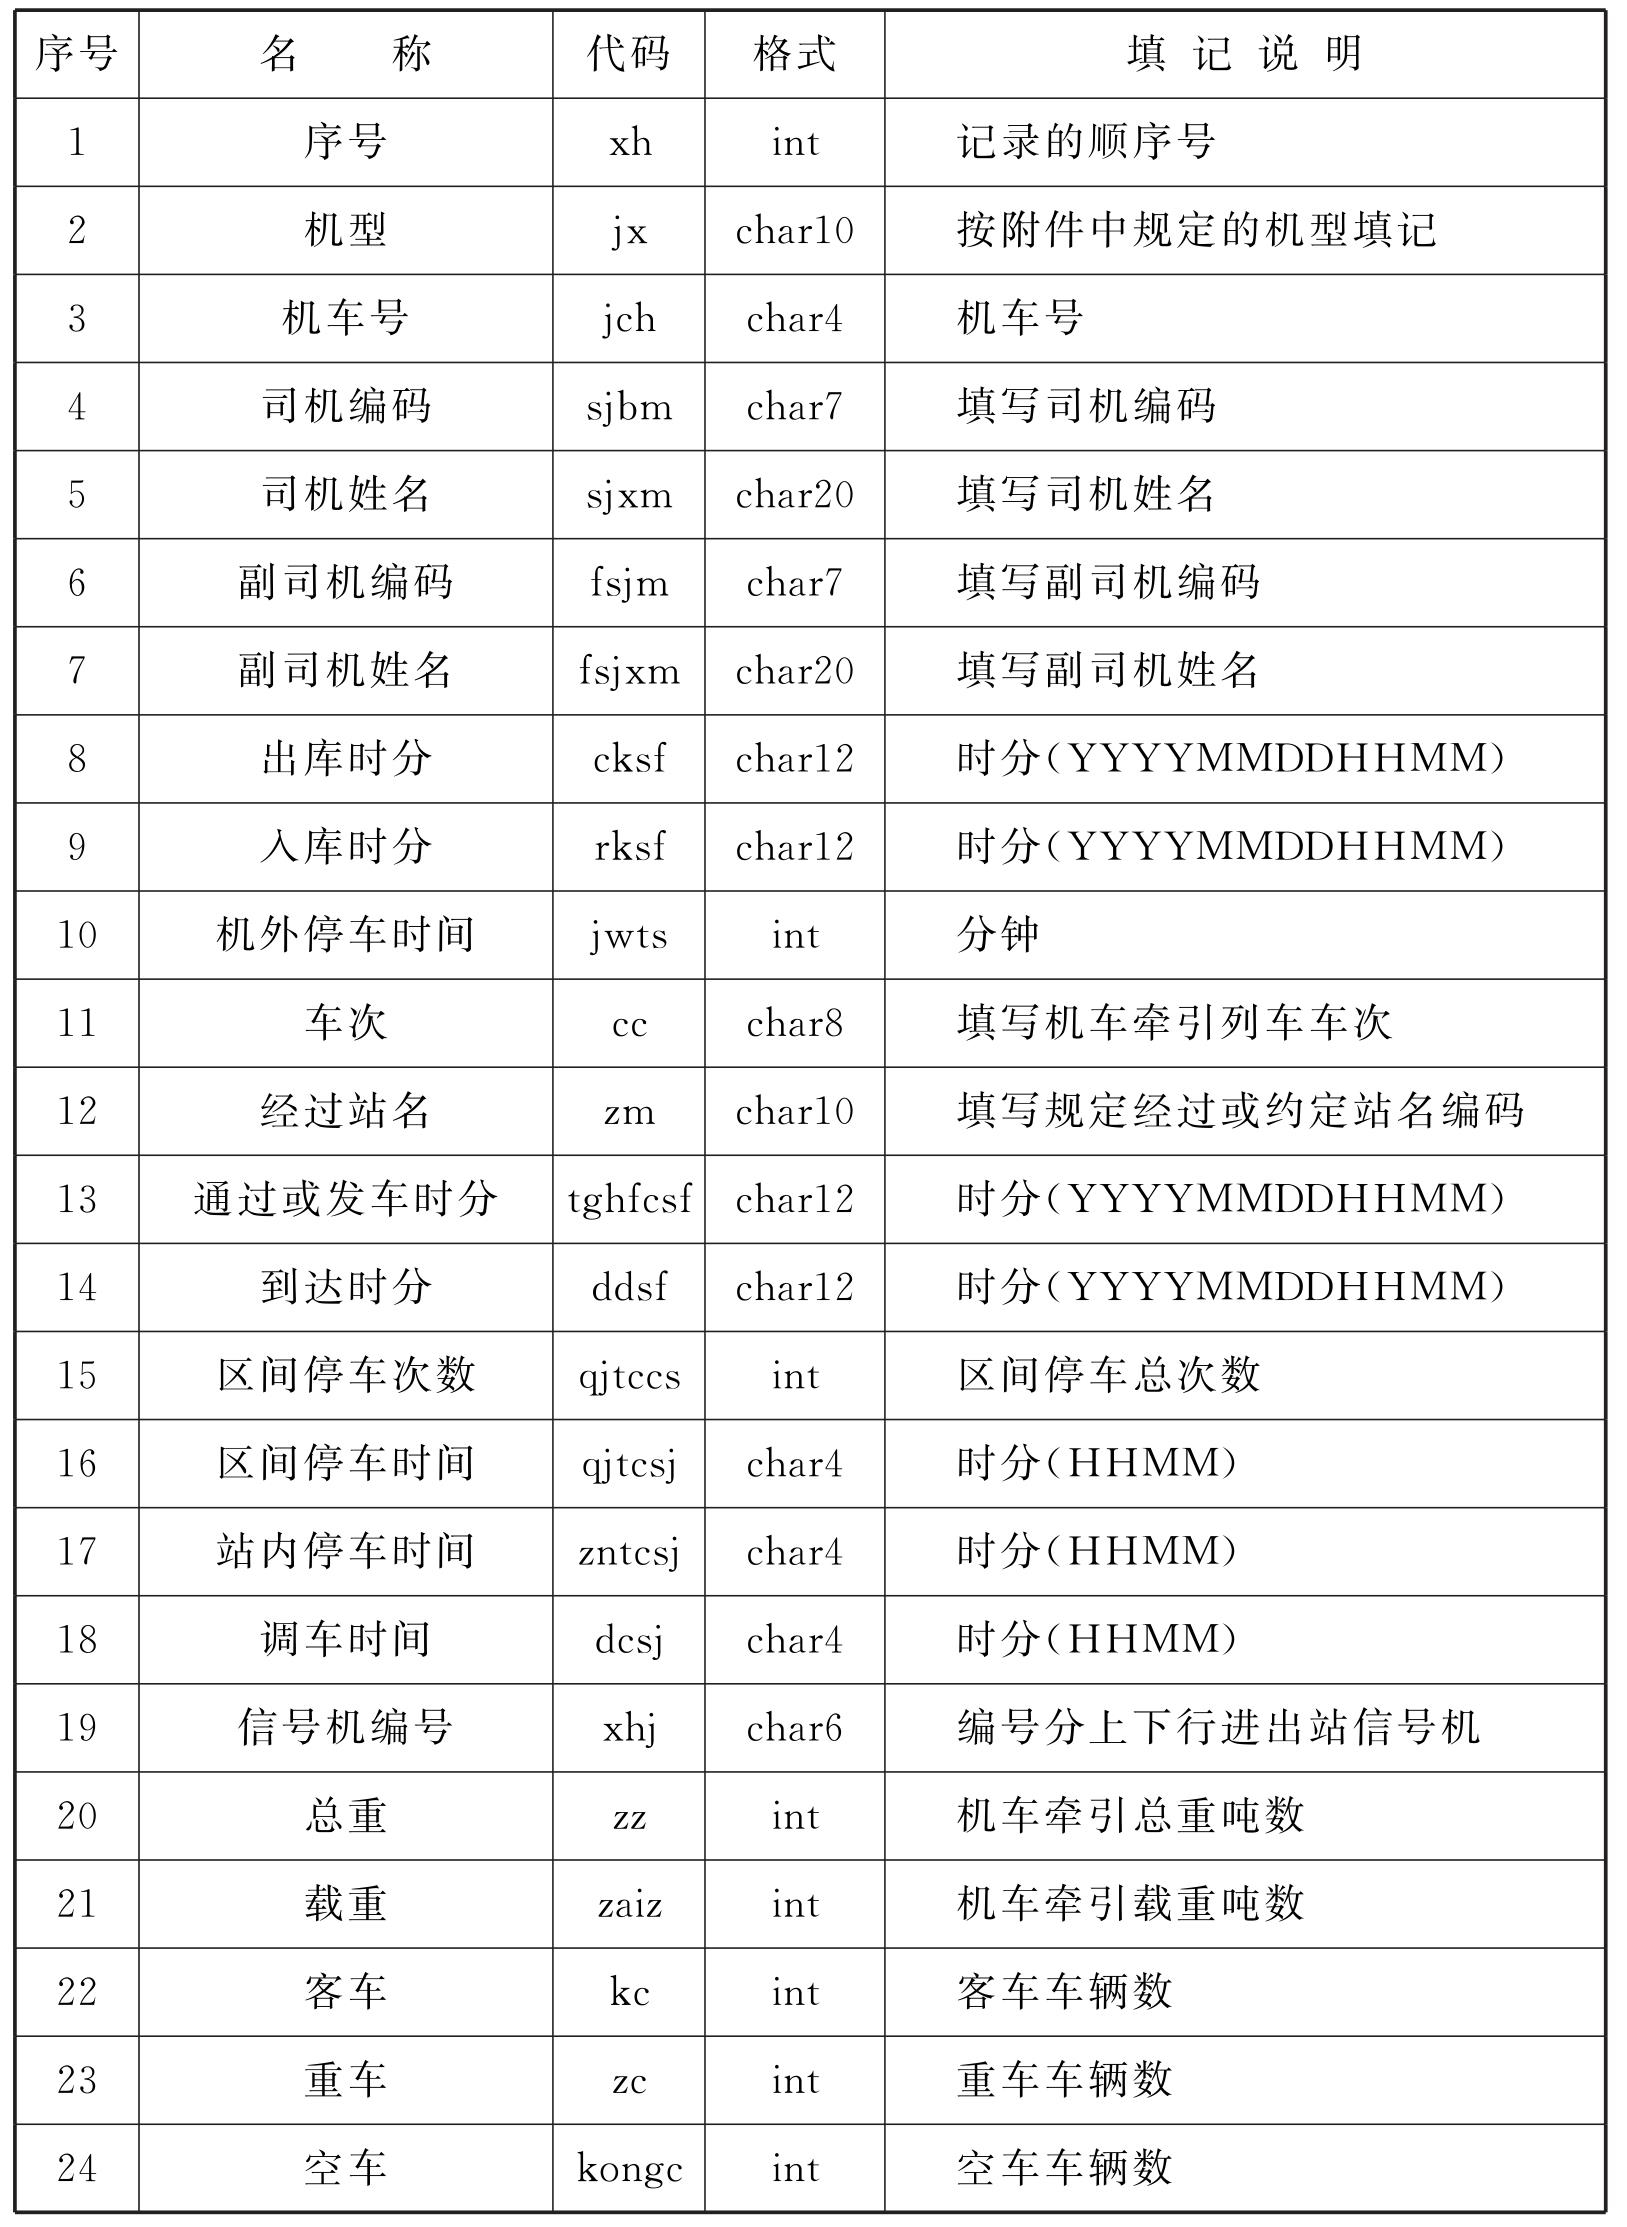 序号 名 称 代码 格式 填 记 说 明
1 序号 xh int 记录的顺序号
2 机型 jx char10 按附件中规定的机型填记
3 机车号 jch char4 机车号
4 司机编码 sjbm char7 填写司机编码
5 司机姓名 sjxm char20 填写司机姓名
6 副司机编码 fsjm char7 填写副司机编码
7 副司机姓名 fsjxm char20 填写副司机姓名
8 出库时分 cksf char12 时分(YYYYMMDDHHMM)
9 入库时分 rksf char12 时分(YYYYMMDDHHMM)
10 机外停车时间 jwts int 分钟
11 车次 cc char8 填写机车牵引列车车次
12 经过站名 zm char10 填写规定经过或约定站名编码
13 通过或发车时分 tghfcsf char12 时分(YYYYMMDDHHMM)
14 到达时分 ddsf char12 时分(YYYYMMDDHHMM)
15 区间停车次数 qjtccs int 区间停车总次数
16 区间停车时间 qjtcsj char4 时分(HHMM)
17 站内停车时间 zntcsj char4 时分(HHMM)
18 调车时间 dcsj char4 时分(HHMM)
19 信号机编号 xhj char6 编号分上下行进出站信号机
20 总重 zz int 机车牵引总重吨数
21 载重 zaiz int 机车牵引载重吨数
22 客车 kc int 客车车辆数
23 重车 zc int 重车车辆数
24 空车 kongc int 空车车辆数